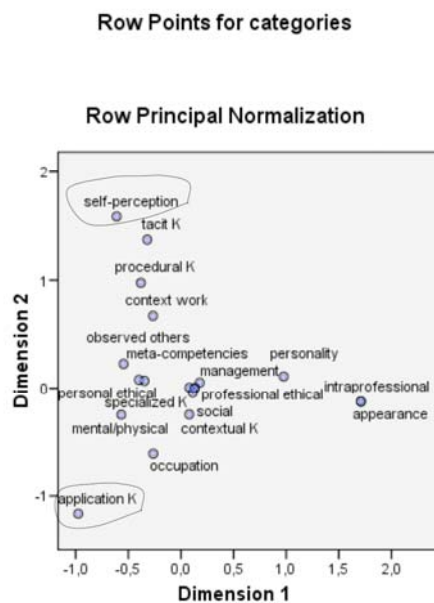 Row Points for categories
Row Principal Normalization
2
self-perception
tacit K
1
procedural K
context work
Dimension 2
observed others
meta-competencies
personality
management
0
intraprofessional
personal ethical
professional ethical
specialized K
social
appearance
mental/physical
contextual K
occupation
-1
application K
-1,0
-0,5
0,0
0,5
1,0
1,5
2,0
Dimension 1